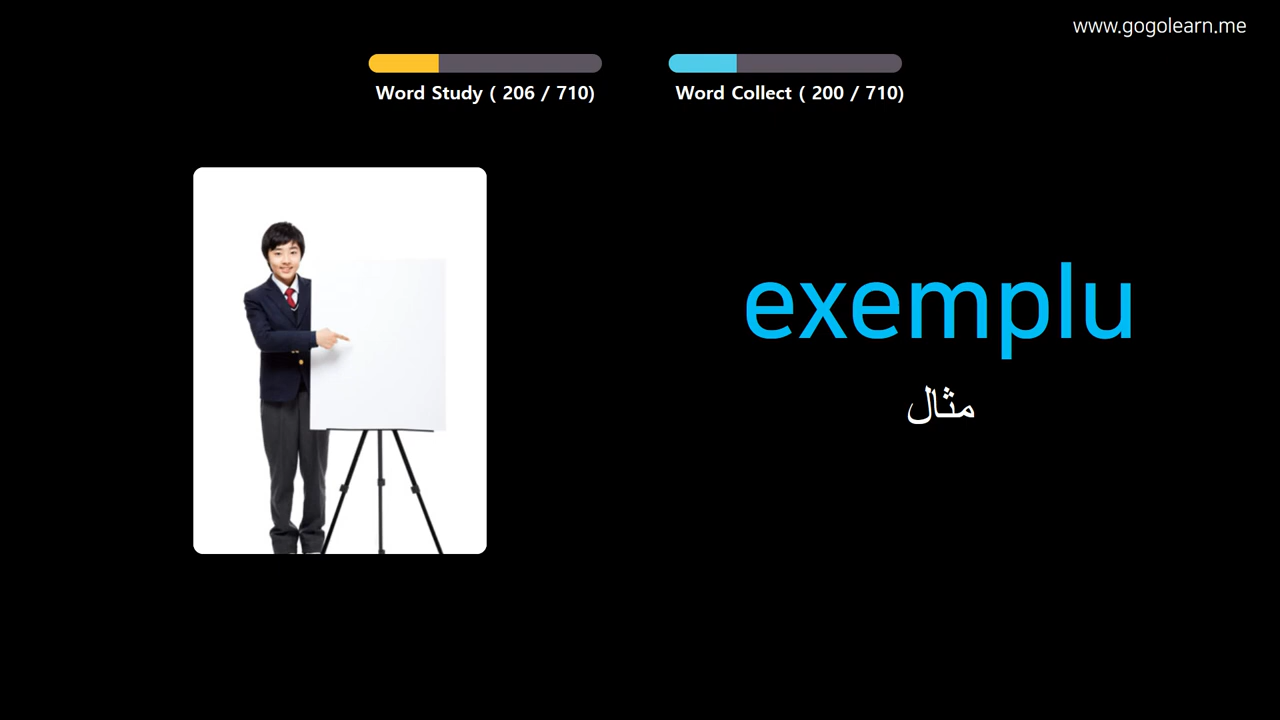 www.gogolearn.me
Word Study ( 206 / 710)
Word Collect ( 200 / 710)
exemplu
مثال